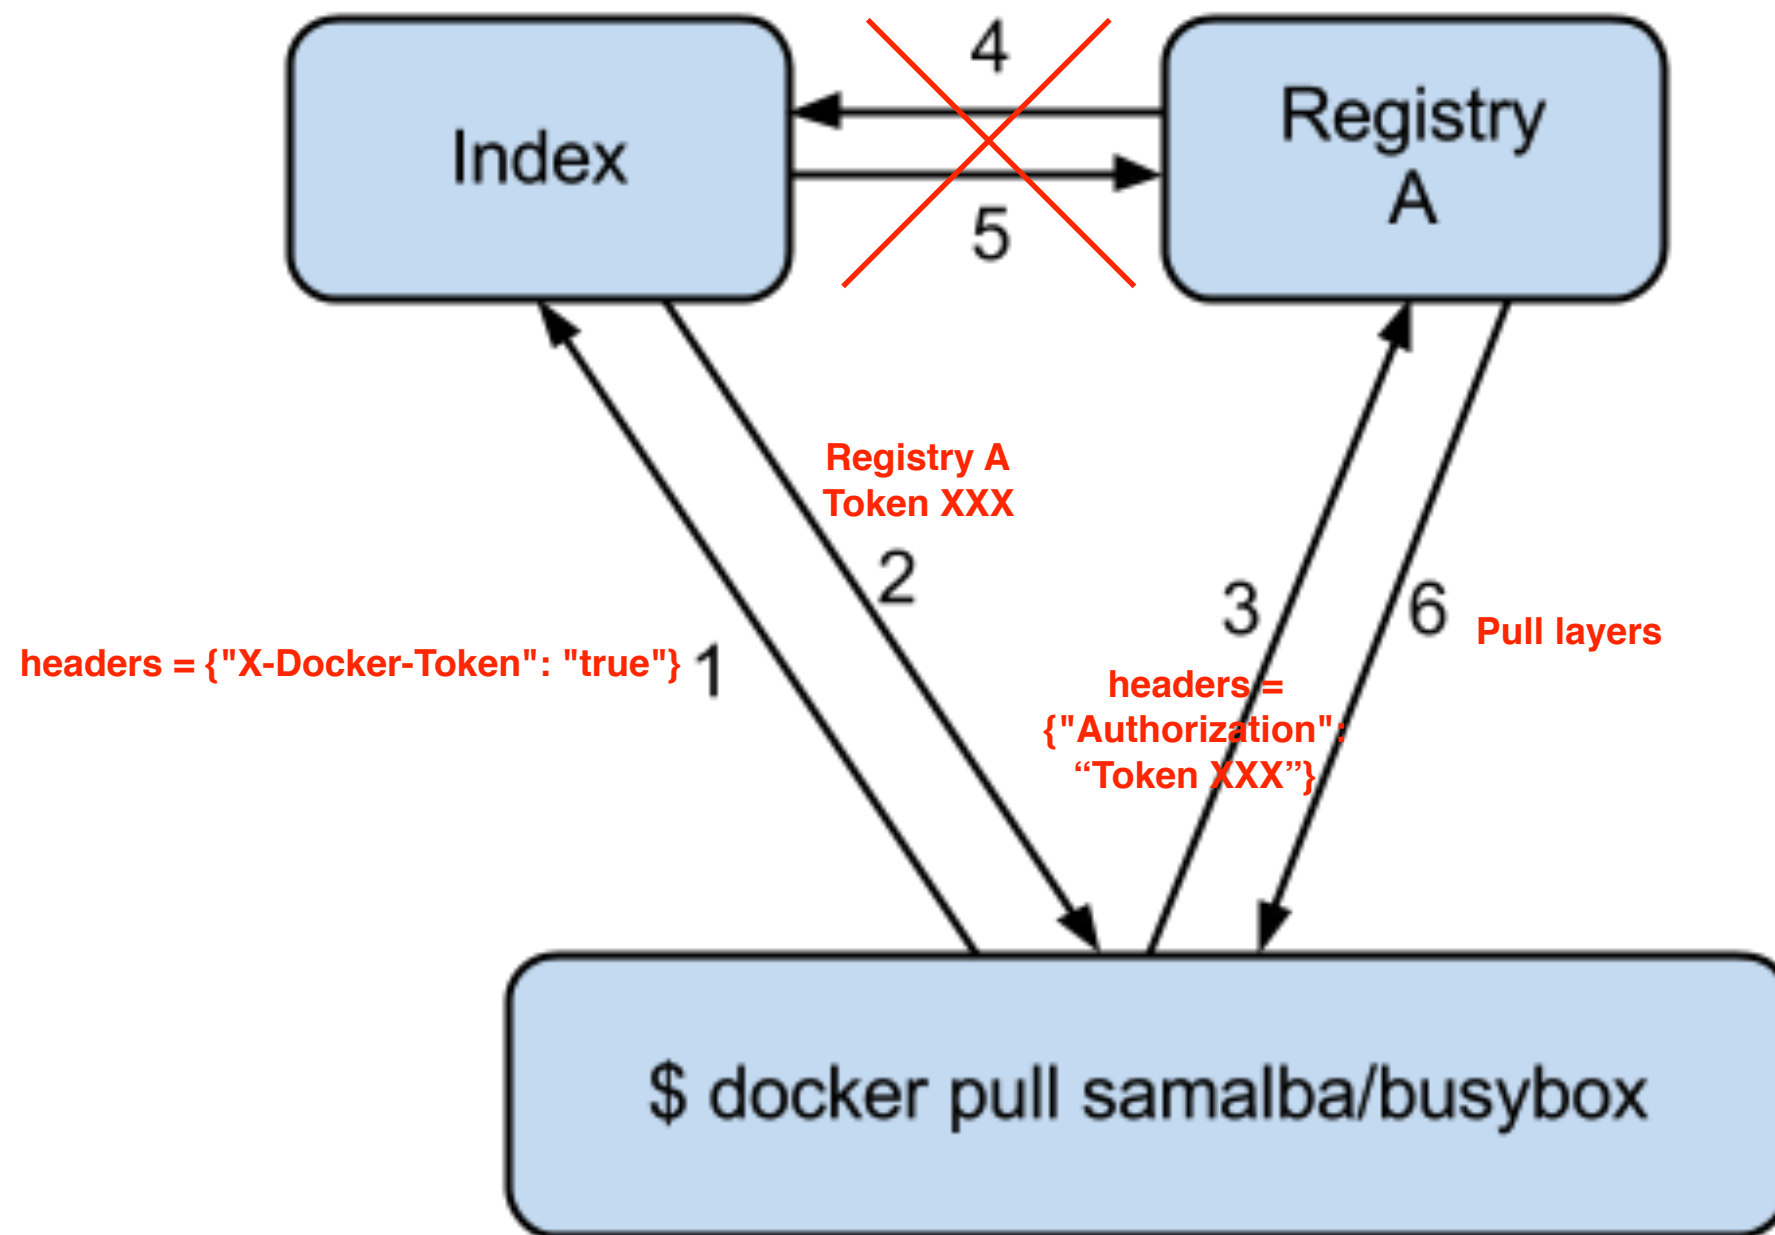 4
Index
Registry
A
5
Registry A
Token XXX
2
3
6
Pull layers
headers = {"X-Docker-Token": "true"}
1
headers =
{"Authorization":
“Token XXX”}
$ docker pull samalba/busybox